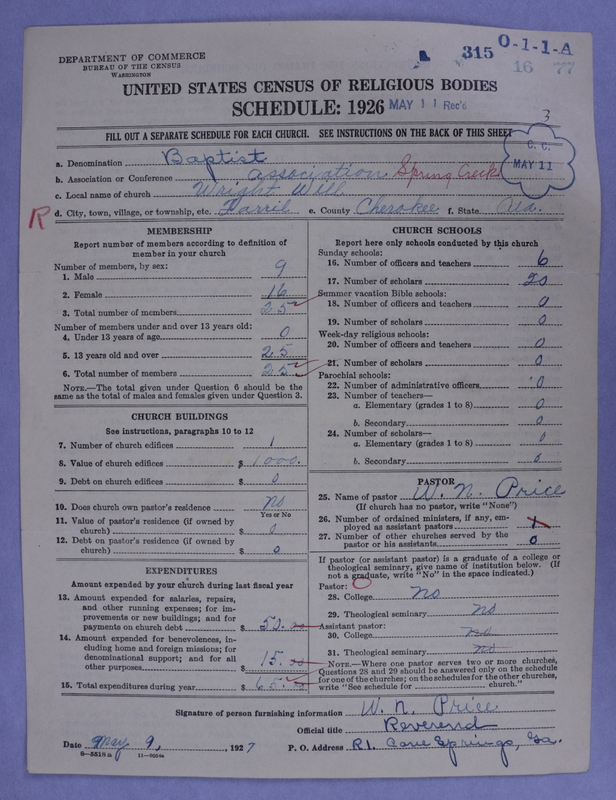 DEPARTMENT OF COMMERCE
BUREAU OF THE CENSUS
WASHINGTON
315 O-1-1-A
16 77
UNITED STATES CENSUS OF RELIGIOUS BODIES
SCHEDULE: 1926 MAY 11 Rec'd
3
FILL OUT A SEPARATE SCHEDULE FOR EACH CHURCH. SEE INSTRUCTIONS ON THE BACK OF THIS SHEET
C. C.
MAY 11
a. Denomination Baptist
b. Association or Conference association Spring Creek
c. Local name of church Wright Will
R d. City, town, village, or township, etc. Farril e. County Cherokee f. State Ala.
MEMBERSHIP
Report number of members according to definition of member in your church
Number of members, by sex:
1. Male 9
2. Female 16
3. Total number of members 25
Number of members under and over 13 years old:
4. Under 13 years of age 0
5. 13 years old and over 25
6. Total number of members 25
NOTE.—The total given under Question 6 should be the
same as the total of males and females given under Question 3.
CHURCH BUILDINGS
See instructions, paragraphs 10 to 12
7. Number of church edifices 1
8. Value of church edifices $ 1000.
9. Debt on church edifices $ 0
10. Does church own pastor's residence no
Yes or No
11. Value of pastor's residence (if owned by
church) $ 0
12. Debt on pastor's residence (if owned by
church) $ 0
EXPENDITURES
Amount expended by your church during last fiscal year
13. Amount expended for salaries, repairs,
and other running expenses; for im-
provements or new buildings; and for
payments on church debt $ 52.00
14. Amount expended for benevolences, in-
cluding home and foreign missions; for
denominational support; and for all
other purposes $ 15.00
15. Total expenditures during year $ 65.00
CHURCH SCHOOLS
Report here only schools conducted by this church
Sunday schools:
16. Number of officers and teachers 6
17. Number of scholars 20
Summer vacation Bible schools:
18. Number of officers and teachers 0
19. Number of scholars 0
Week-day religious schools:
20. Number of officers and teachers 0
21. Number of scholars 0
Parochial schools:
22. Number of administrative officers 0
23. Number of teachers—
a. Elementary (grades 1 to 8) 0
b. Secondary 0
24. Number of scholars—
a. Elementary (grades 1 to 8) 0
b. Secondary 0
PASTOR
25. Name of pastor W. N. Price
(If church has no pastor, write "None")
26. Number of ordained ministers, if any, em-
ployed as assistant pastors 1
27. Number of other churches served by the
pastor or his assistants 0
If pastor (or assistant pastor) is a graduate of a college or
theological seminary, give name of institution below. (If
not a graduate, write "No" in the space indicated.)
Pastor: 0
28. College no
29. Theological seminary no
Assistant pastor:
30. College no
31. Theological seminary no
NOTE.—Where one pastor serves two or more churches,
Questions 28 and 29 should be answered only on the schedule
for one of the churches; on the schedules for the other churches,
write "See schedule for church."
Signature of person furnishing information W. N. Price
Official title Reverend
Date May 9, 1927 P. O. Address R1. Cave Springs, Ga.
8-5518a 11-9054a